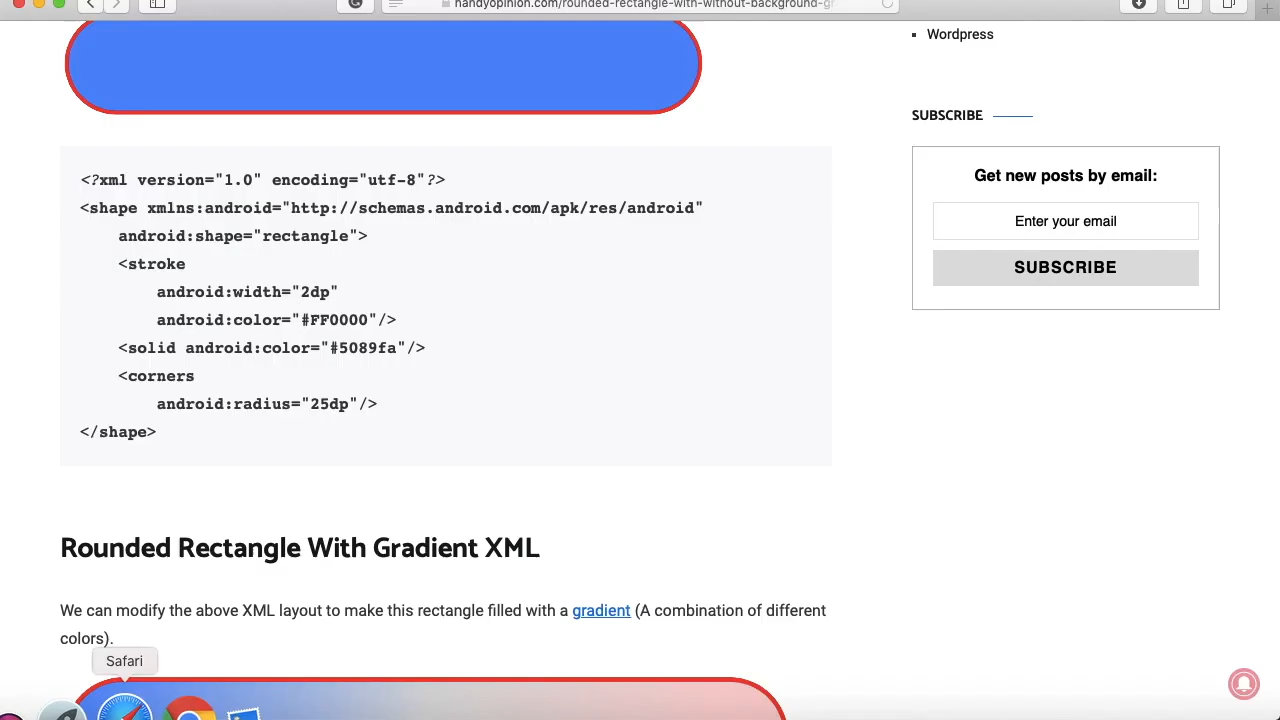 handyopinion.com/rounded-rectangle-with-without-background-gr
Wordpress
SUBSCRIBE
Get new posts by email:
Enter your email
SUBSCRIBE
<?xml version="1.0" encoding="utf-8"?>
<shape xmlns:android="http://schemas.android.com/apk/res/android"
    android:shape="rectangle">
    <stroke
        android:width="2dp"
        android:color="#FF0000"/>
    <solid android:color="#5089fa"/>
    <corners
        android:radius="25dp"/>
</shape>
Rounded Rectangle With Gradient XML
We can modify the above XML layout to make this rectangle filled with a gradient (A combination of different
colors).
Safari